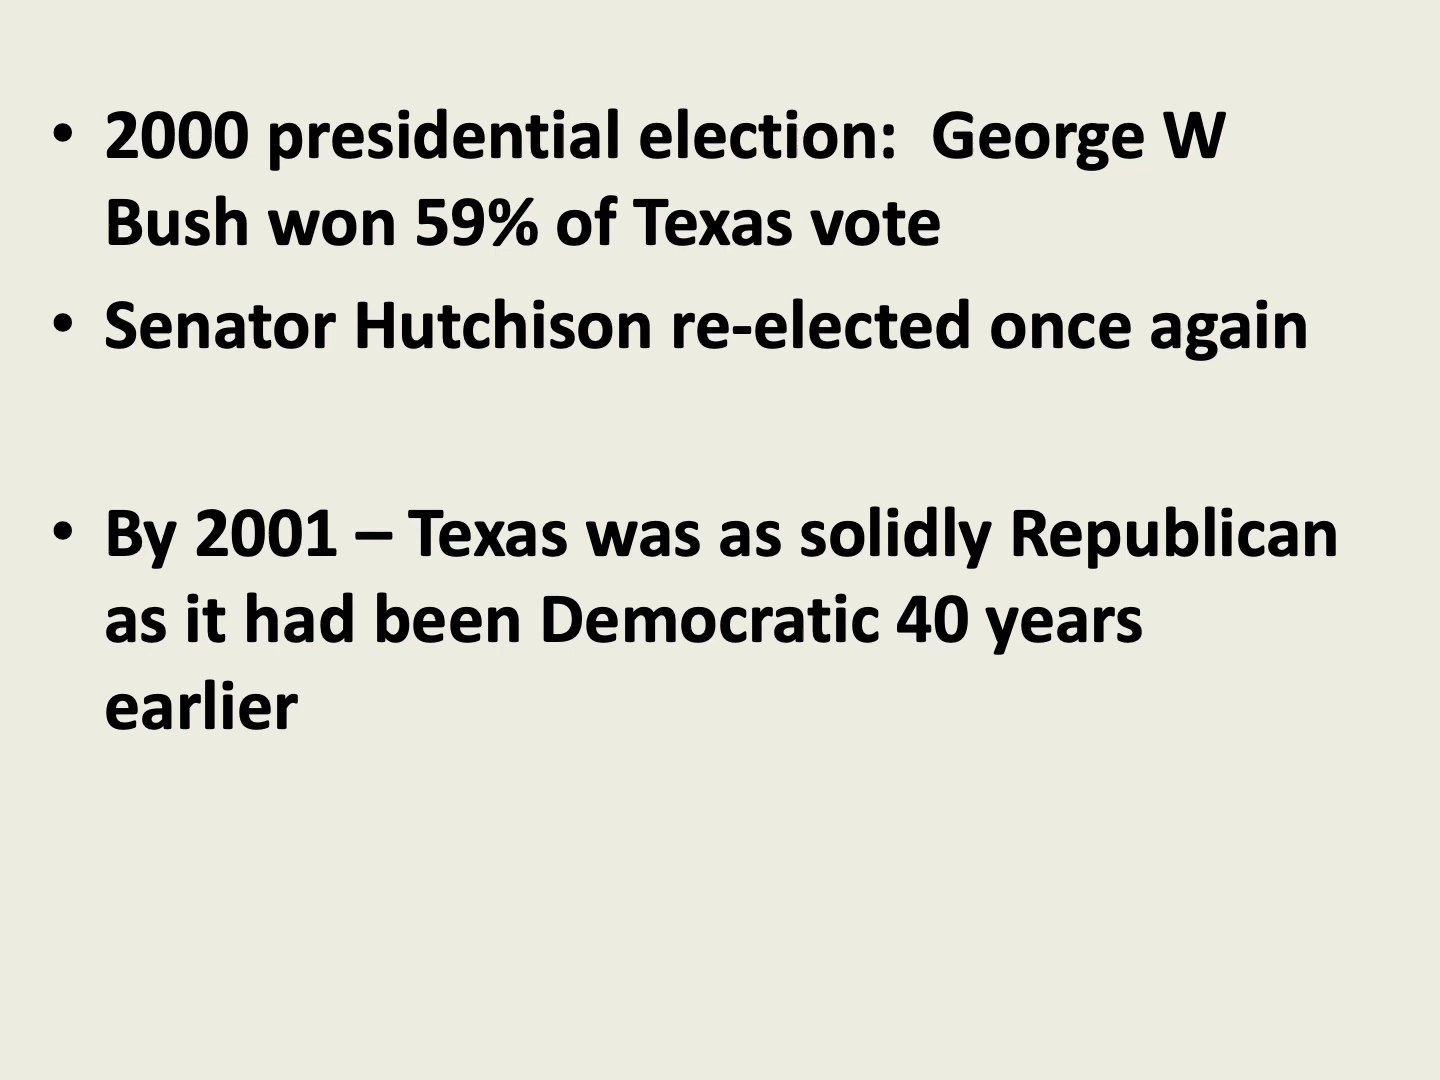 • 2000 presidential election:  George W
Bush won 59% of Texas vote
• Senator Hutchison re-elected once again
• By 2001 – Texas was as solidly Republican
as it had been Democratic 40 years
earlier